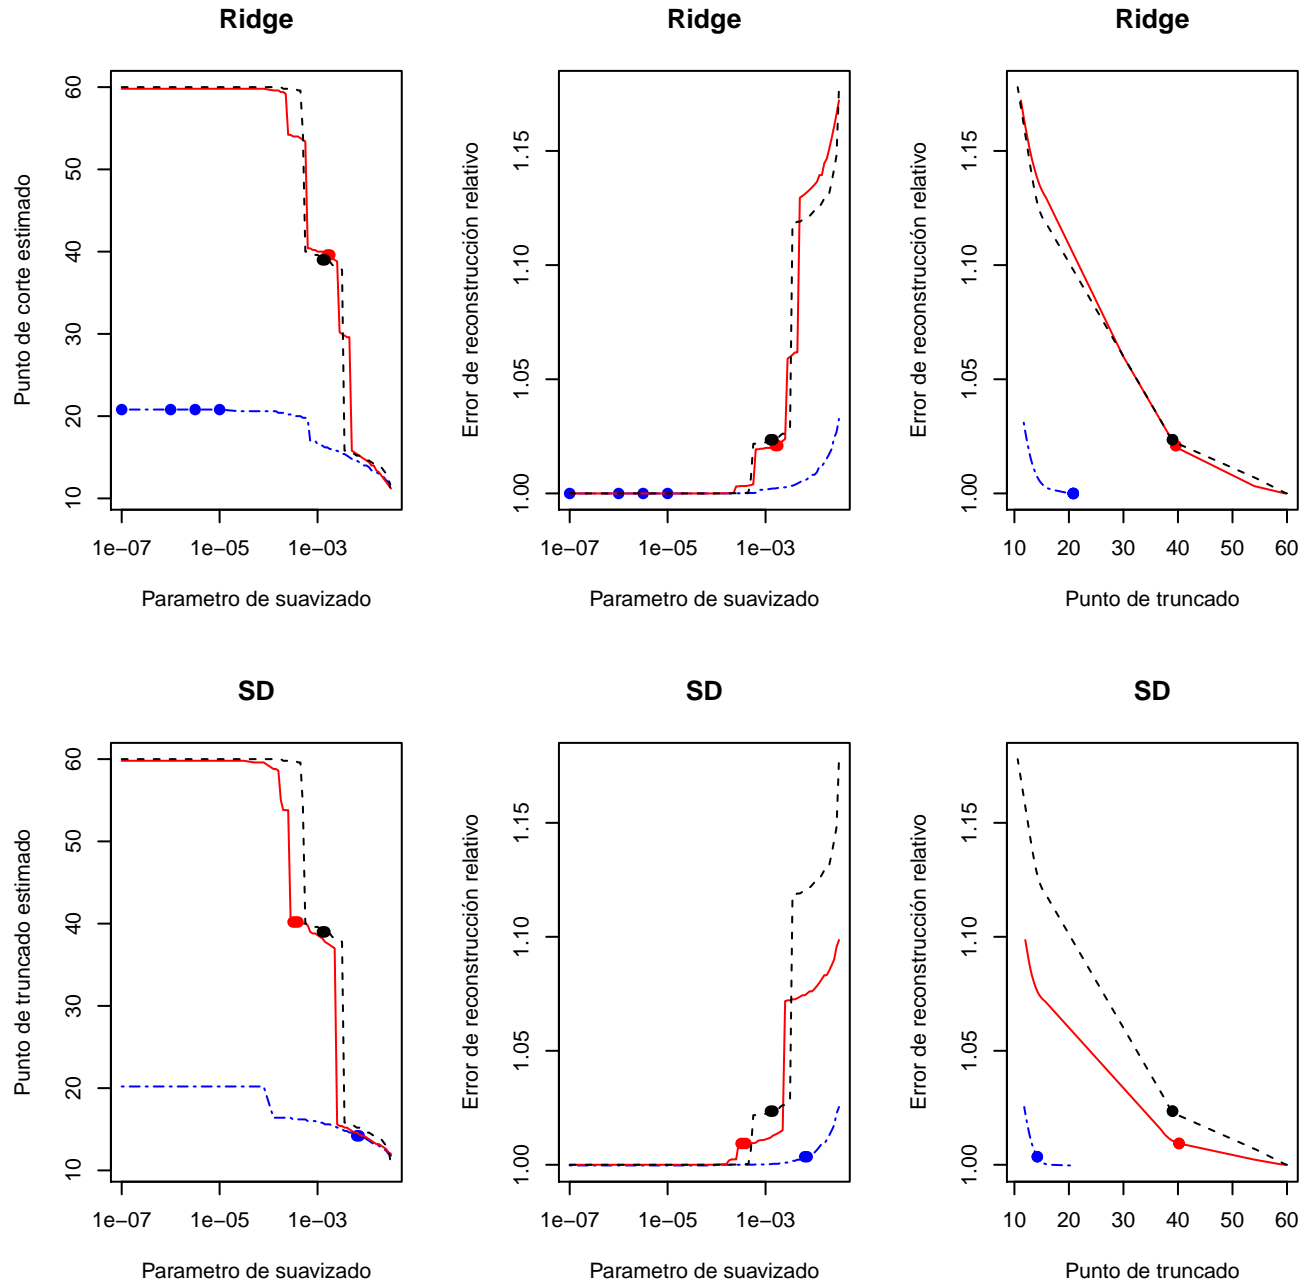 Ridge
Punto de corte estimado
60
50
40
30
20
10
1e−07 1e−05 1e−03
Parametro de suavizado
Ridge
Error de reconstrucción relativo
1.15
1.10
1.05
1.00
1e−07 1e−05 1e−03
Parametro de suavizado
Ridge
Error de reconstrucción relativo
1.15
1.10
1.05
1.00
10 20 30 40 50 60
Punto de truncado
SD
Punto de truncado estimado
60
50
40
30
20
10
1e−07 1e−05 1e−03
Parametro de suavizado
SD
Error de reconstrucción relativo
1.15
1.10
1.05
1.00
1e−07 1e−05 1e−03
Parametro de suavizado
SD
Error de reconstrucción relativo
1.15
1.10
1.05
1.00
10 20 30 40 50 60
Punto de truncado